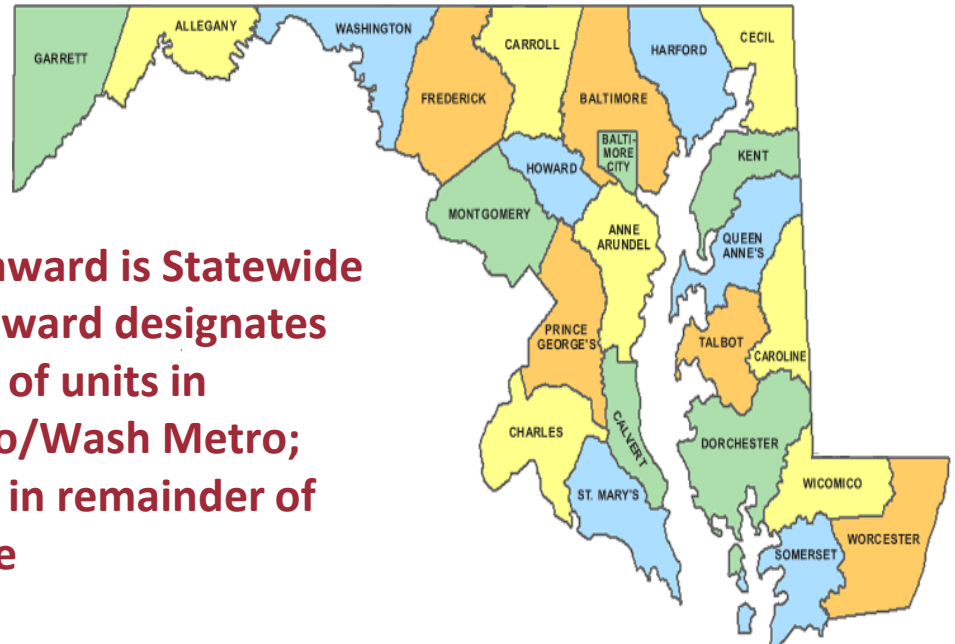 GARRETT
ALLEGANY
WASHINGTON
FREDERICK
CARROLL
BALTIMORE
HARFORD
CECIL
BALTI-
MORE
CITY
HOWARD
KENT
MONTGOMERY
ANNE
ARUNDEL
QUEEN
ANNE'S
award is Statewide
ward designates
of units in
o/Wash Metro;
in remainder of
e
PRINCE
GEORGE'S
TALBOT
CAROLINE
CHARLES
CALVERT
DORCHESTER
ST. MARY'S
WICOMICO
SOMERSET
WORCESTER